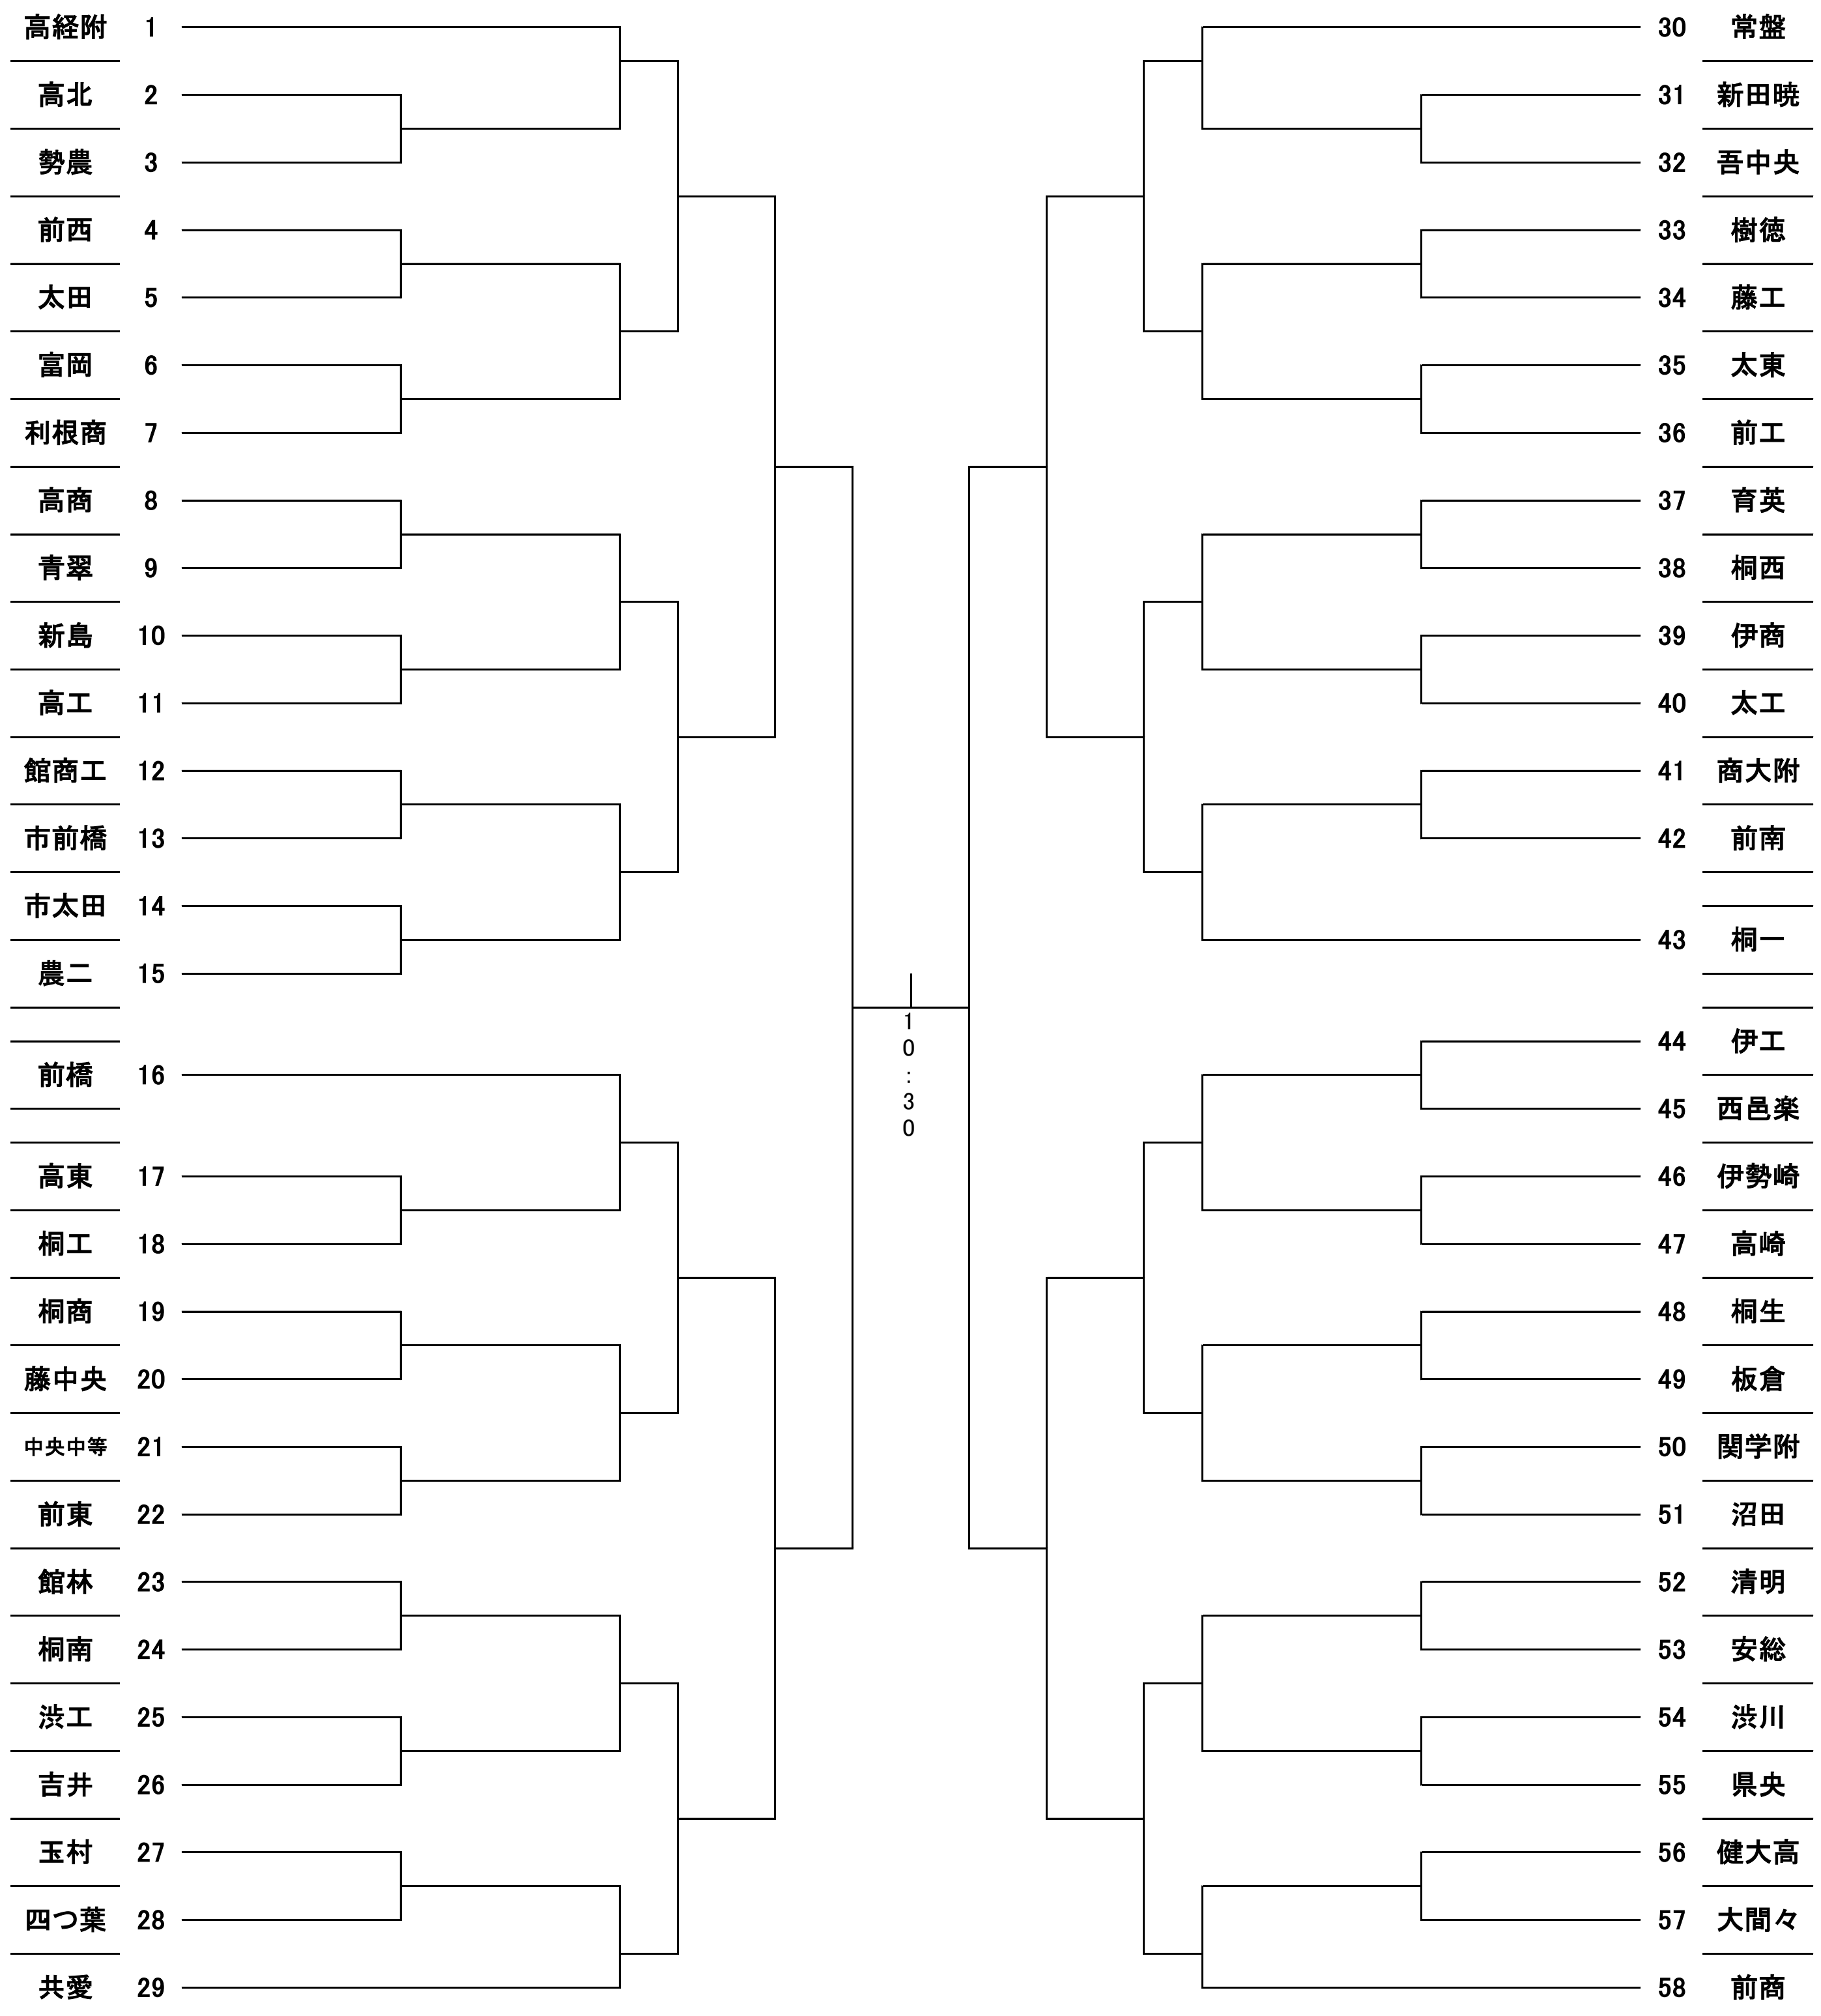 高経附 1
高北 2
勢農 3
前西 4
太田 5
富岡 6
利根商 7
高商 8
青翠 9
新島 10
高工 11
館商工 12
市前橋 13
市太田 14
農二 15
前橋 16
高東 17
桐工 18
桐商 19
藤中央 20
中央中等 21
前東 22
館林 23
桐南 24
渋工 25
吉井 26
玉村 27
四つ葉 28
共愛 29
10:30
30 常盤
31 新田暁
32 吾中央
33 樹徳
34 藤工
35 太東
36 前工
37 育英
38 桐西
39 伊商
40 太工
41 商大附
42 前南
43 桐一
44 伊工
45 西邑楽
46 伊勢崎
47 高崎
48 桐生
49 板倉
50 関学附
51 沼田
52 清明
53 安総
54 渋川
55 県央
56 健大高
57 大間々
58 前商